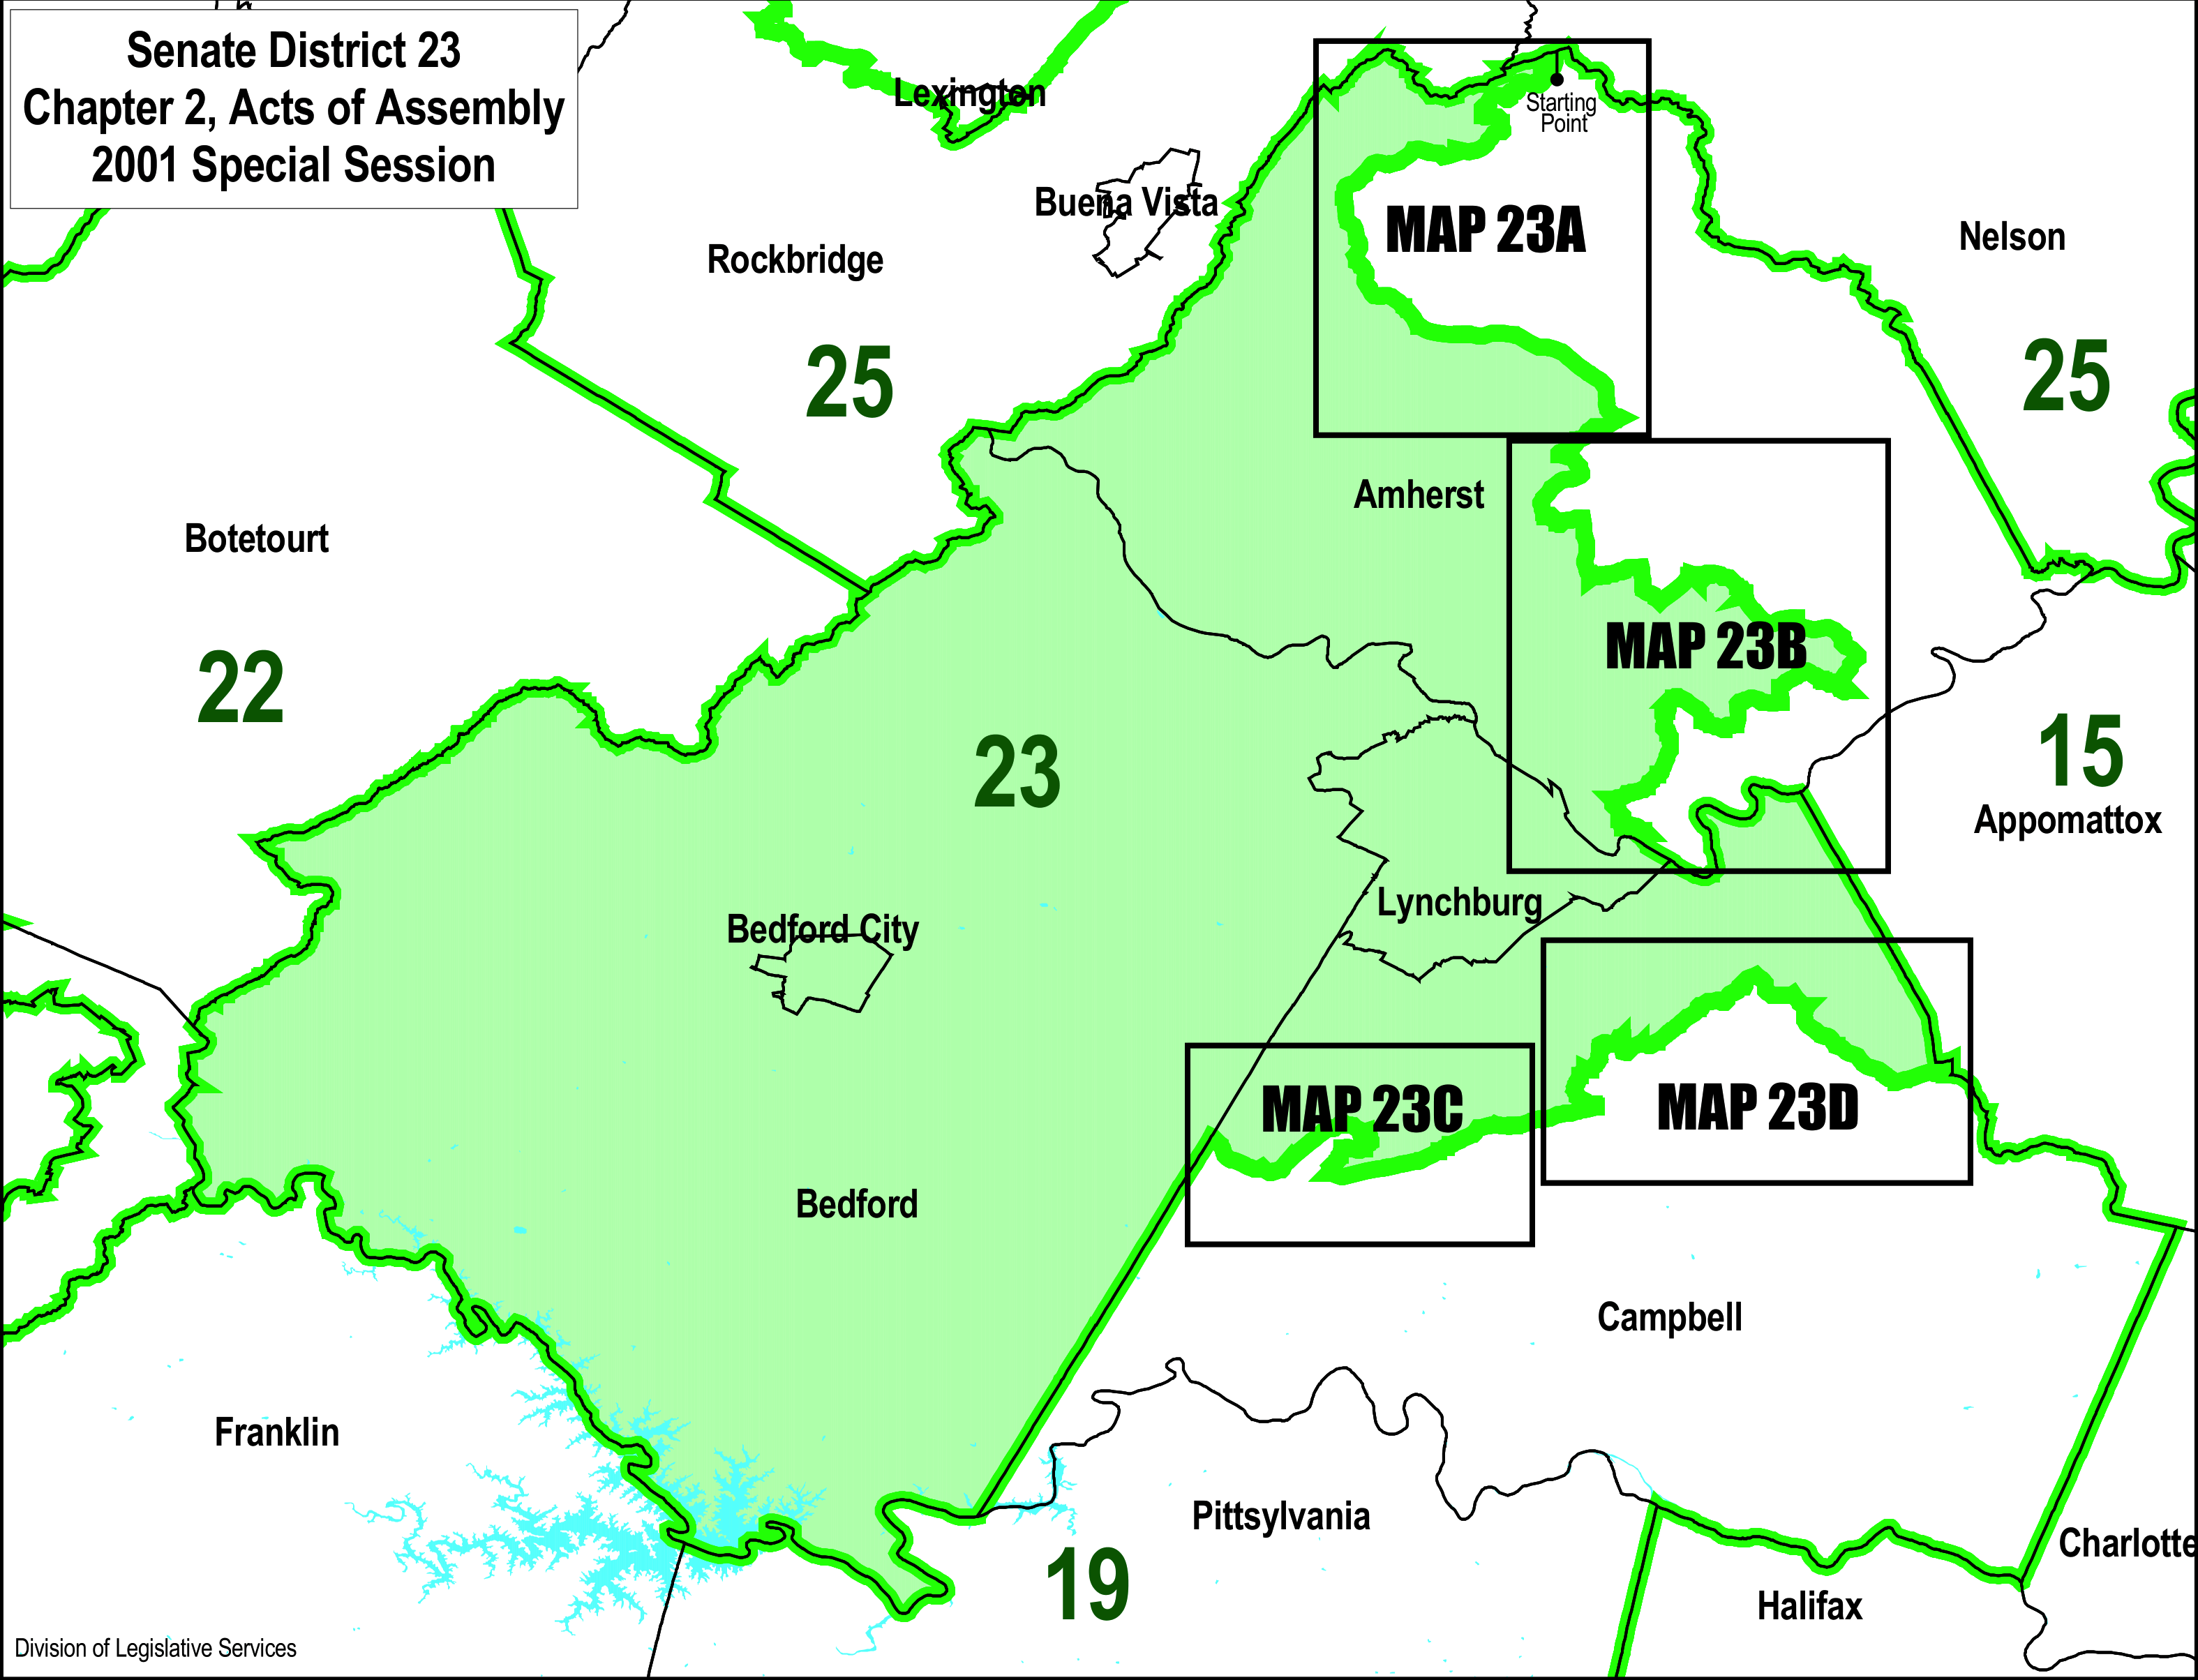 Senate District 23
Chapter 2, Acts of Assembly
2001 Special Session
Lexington
Starting
Point
Buena Vista
MAP 23A
Nelson
Rockbridge
25
25
Amherst
Botetourt
MAP 23B
22
23
15
Appomattox
Lynchburg
Bedford City
MAP 23C
MAP 23D
Bedford
Campbell
Franklin
Pittsylvania
Charlotte
19
Halifax
Division of Legislative Services